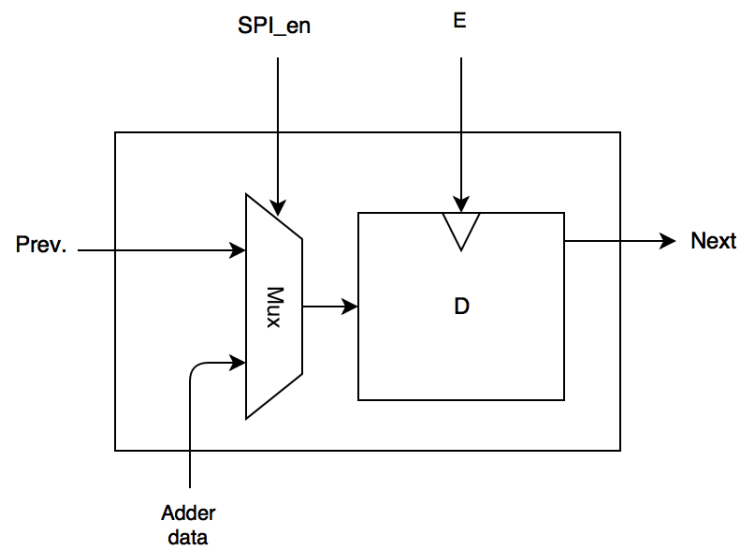 SPI_en
E
Prev.
Mux
D
Next
Adder
data